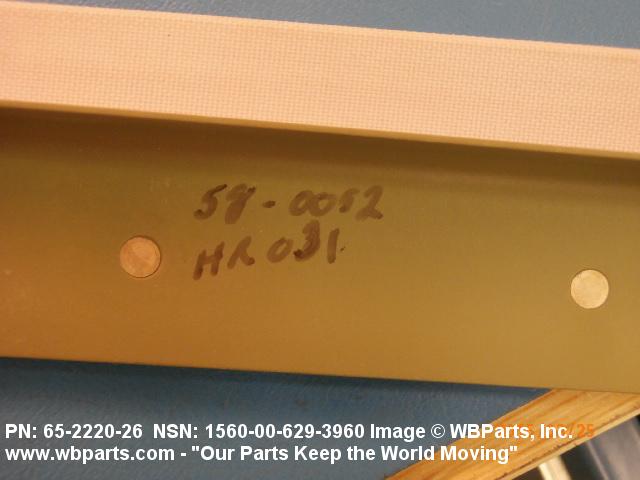 58-0052
HR031
PN: 65-2220-26 NSN: 1560-00-629-3960 Image © WBParts, Inc. 25
www.wbparts.com - "Our Parts Keep the World Moving"